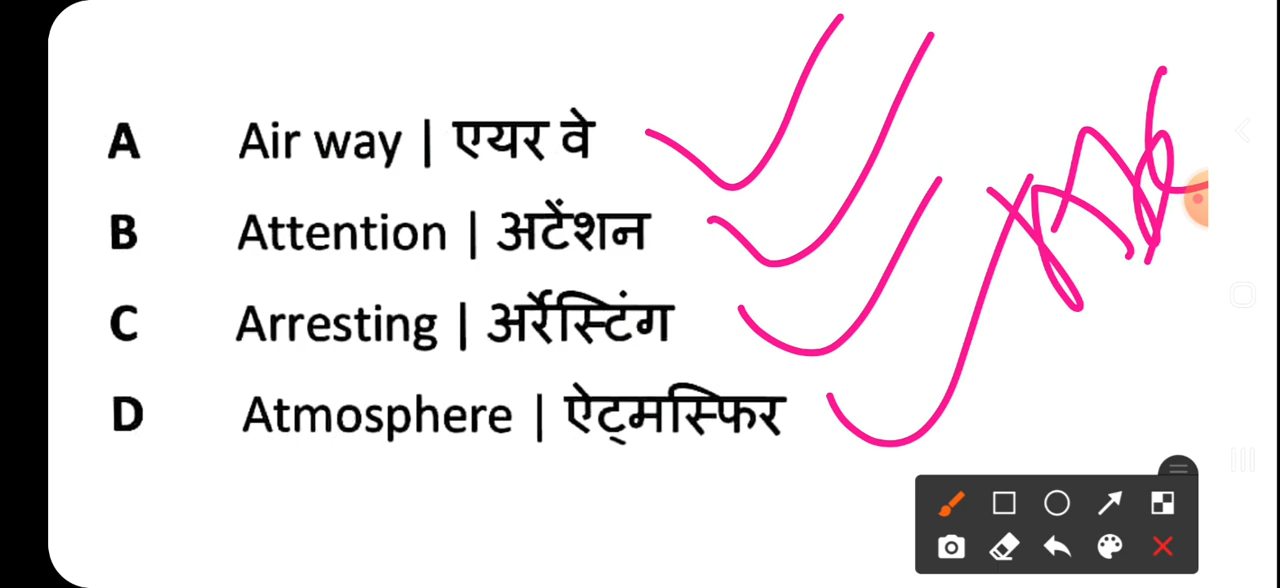 A Air way | एयर वे
B Attention | अटेंशन
C Arresting | अर्रेस्टिंग
D Atmosphere | ऐट्मस्फिर